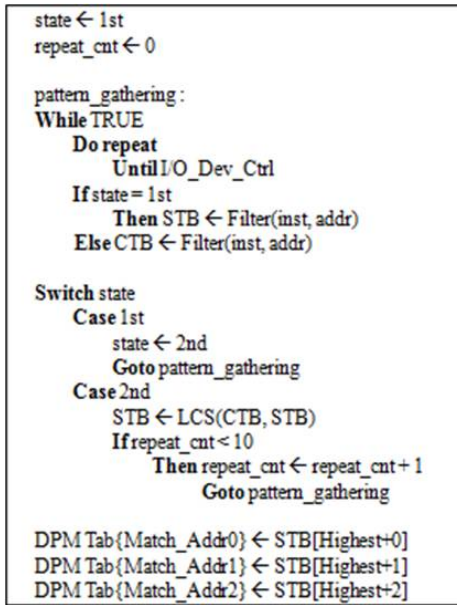 state ← 1st
repeat_cnt ← 0
pattern_gathering :
While TRUE
Do repeat
Until I/O_Dev_Ctrl
If state = 1st
Then STB ← Filter(inst, addr)
Else CTB ← Filter(inst, addr)
Switch state
Case 1st
state ← 2nd
Goto pattern_gathering
Case 2nd
STB ← LCS(CTB, STB)
If repeat_cnt < 10
Then repeat_cnt ← repeat_cnt + 1
Goto pattern_gathering
DPM Tab{Match_Addr0} ← STB[Highest+0]
DPM Tab{Match_Addr1} ← STB[Highest+1]
DPM Tab{Match_Addr2} ← STB[Highest+2]